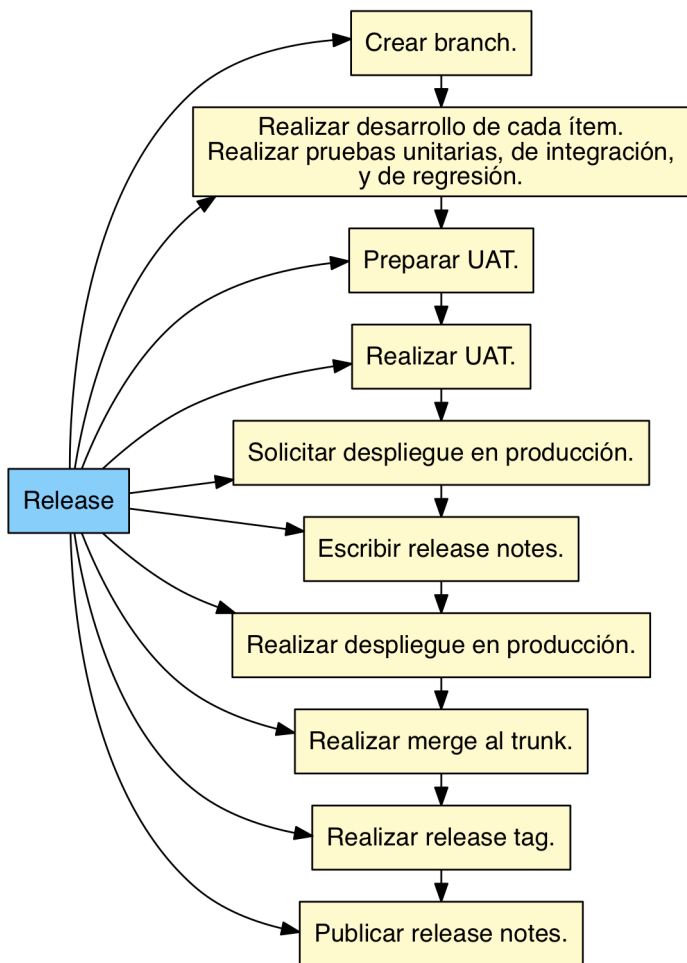 Crear branch.
Realizar desarrollo de cada ítem.
Realizar pruebas unitarias, de integración,
y de regresión.
Preparar UAT.
Realizar UAT.
Solicitar despliegue en producción.
Release
Escribir release notes.
Realizar despliegue en producción.
Realizar merge al trunk.
Realizar release tag.
Publicar release notes.